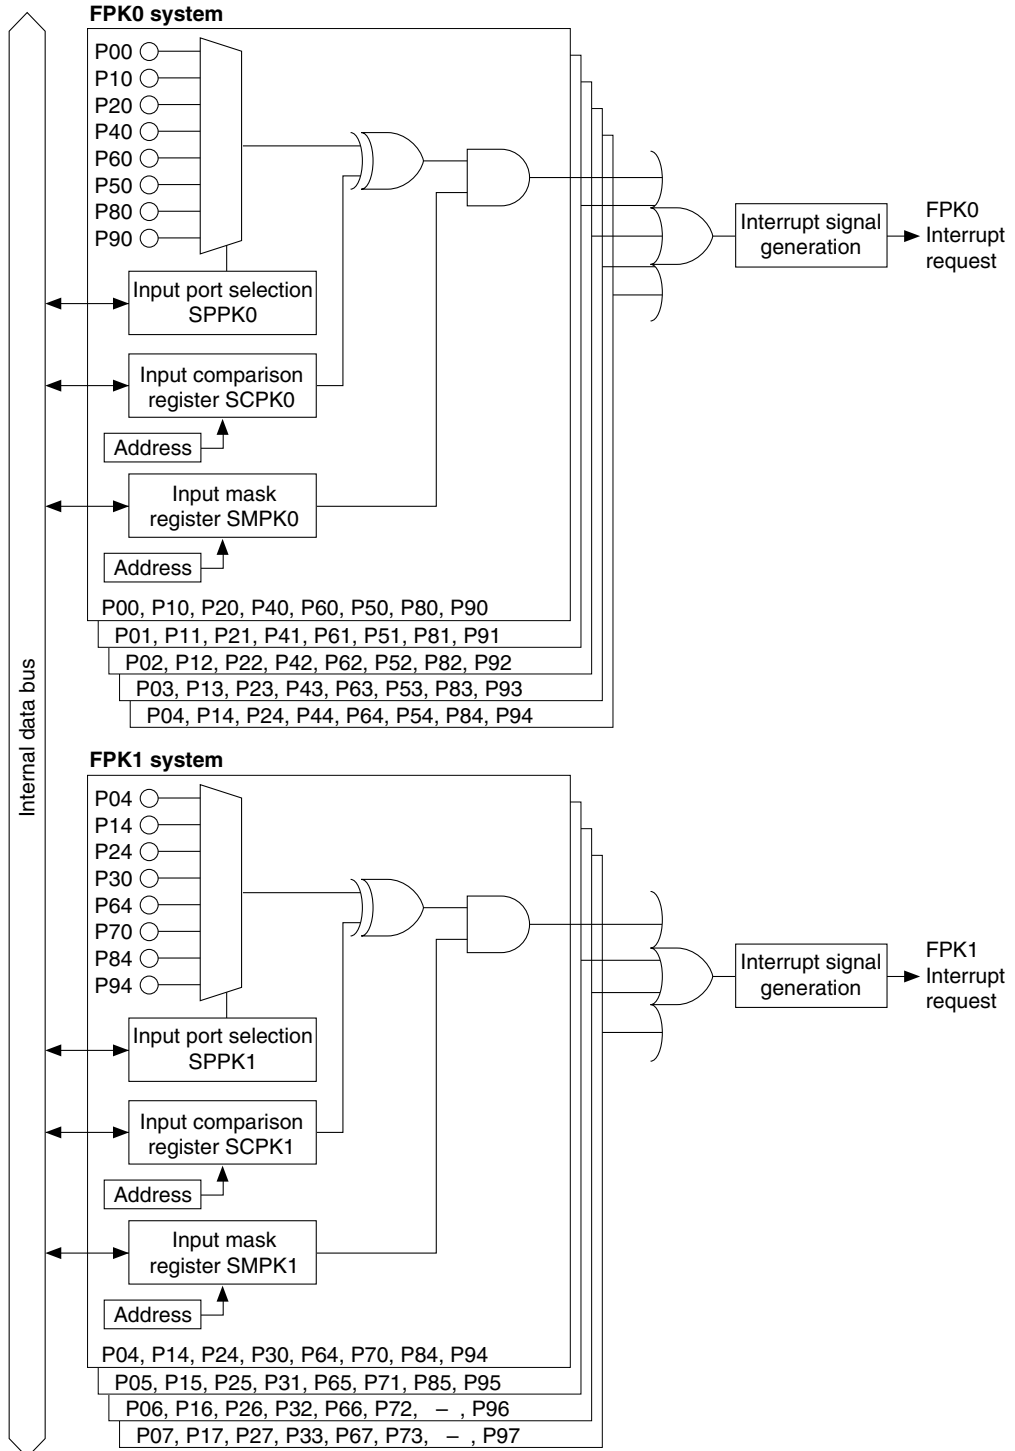 FPK0 system
P00
P10
P20
P40
P60
P50
P80
P90
Input port selection
SPPK0
Input comparison
register SCPK0
Address
Input mask
register SMPK0
Address
Interrupt signal
generation
FPK0
Interrupt
request
P00, P10, P20, P40, P60, P50, P80, P90
P01, P11, P21, P41, P61, P51, P81, P91
P02, P12, P22, P42, P62, P52, P82, P92
P03, P13, P23, P43, P63, P53, P83, P93
P04, P14, P24, P44, P64, P54, P84, P94
Internal data bus
FPK1 system
P04
P14
P24
P30
P64
P70
P84
P94
Input port selection
SPPK1
Input comparison
register SCPK1
Address
Input mask
register SMPK1
Address
Interrupt signal
generation
FPK1
Interrupt
request
P04, P14, P24, P30, P64, P70, P84, P94
P05, P15, P25, P31, P65, P71, P85, P95
P06, P16, P26, P32, P66, P72, – , P96
P07, P17, P27, P33, P67, P73, – , P97